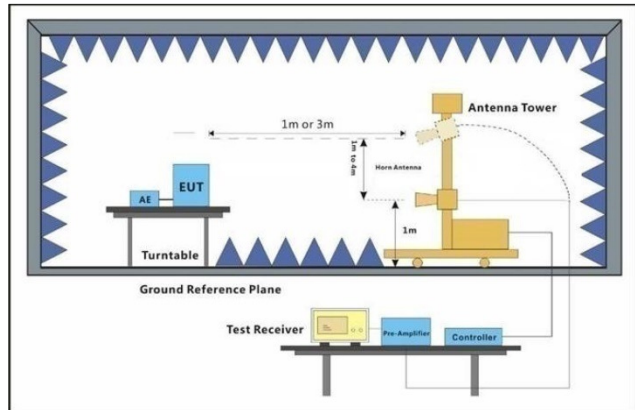 1m or 3m
Antenna Tower
1m to 4m
Horn Antenna
EUT
AE
1m
Turntable
Ground Reference Plane
Test Receiver
Pre-Amplifier
Controller